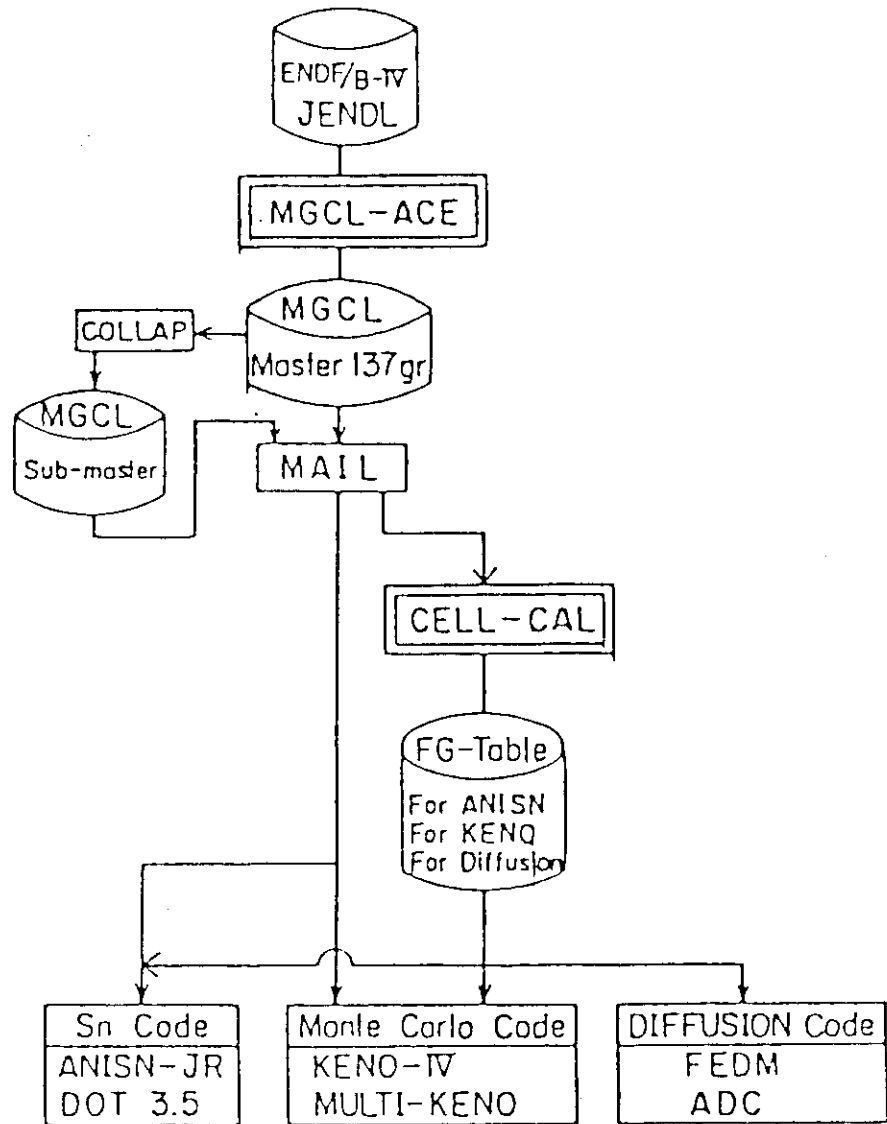 ENDF/B-IV
JENDL
MGCL-ACE
MGCL
Master 137gr
COLLAP
MGCL
Sub-master
MAIL
CELL-CAL
FG-Table
For ANISN
For KENO
For Diffusion
Sn Code
ANISN-JR
DOT 3.5
Monte Carlo Code
KENO-IV
MULTI-KENO
DIFFUSION Code
FEDM
ADC